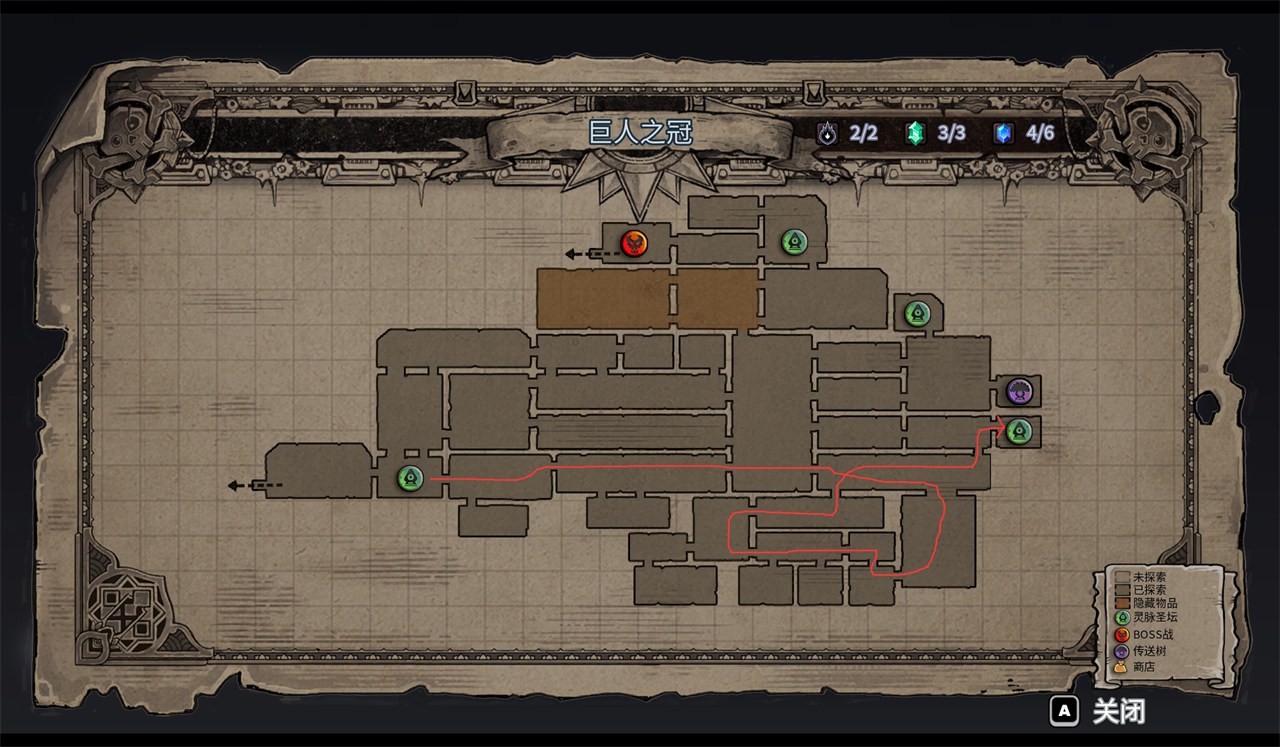 巨人之冠
2/2
3/3
4/6
未探索
已探索
隐藏物品
灵脉圣坛
BOSS战
传送树
商店
A 关闭